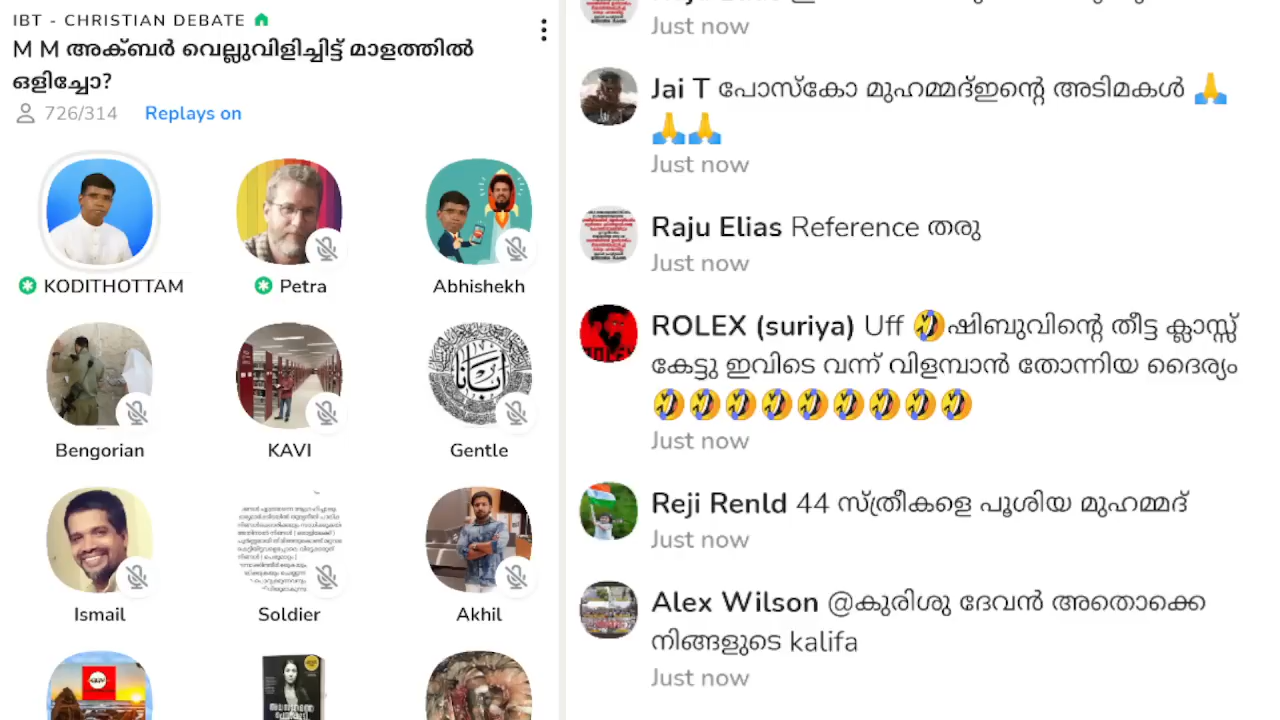 IBT - CHRISTIAN DEBATE
M M അക്ബർ വെല്ലുവിളിച്ചിട്ട് മാളത്തിൽ
ഒളിച്ചോ?
726/314 Replays on
KODITHOTTAM
Petra
Abhishekh
Bengorian
KAVI
Gentle
Ismail
Soldier
Akhil
Just now
Jai T പോസ്കോ മുഹമ്മദ്ഇന്റെ അടിമകൾ 🙏
🙏🙏
Just now
Raju Elias Reference തരു
Just now
ROLEX (suriya) Uff 🤣ഷിബുവിന്റെ തീട്ട ക്ലാസ്സ്
കേട്ടു ഇവിടെ വന്ന് വിളമ്പാൻ തോന്നിയ ധൈര്യം
🤣🤣🤣🤣🤣🤣🤣🤣🤣
Just now
Reji Renld 44 സ്ത്രീകളെ പൂശിയ മുഹമ്മദ്
Just now
Alex Wilson @കുരിശു ദേവൻ അതൊക്കെ
നിങ്ങളുടെ kalifa
Just now